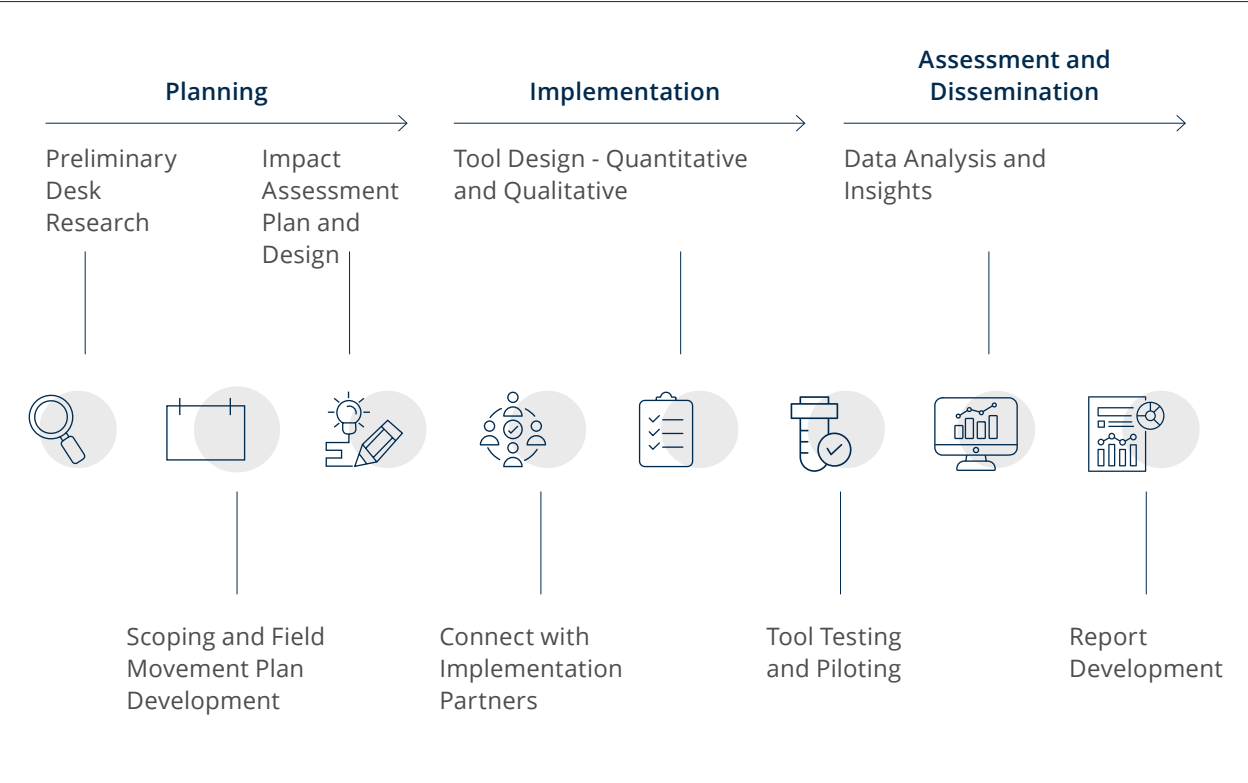 Planning
Preliminary
Desk
Research
Impact
Assessment
Plan and
Design
Scoping and Field
Movement Plan
Development
Implementation
Tool Design - Quantitative
and Qualitative
Connect with
Implementation
Partners
Tool Testing
and Piloting
Assessment and
Dissemination
Data Analysis and
Insights
Report
Development